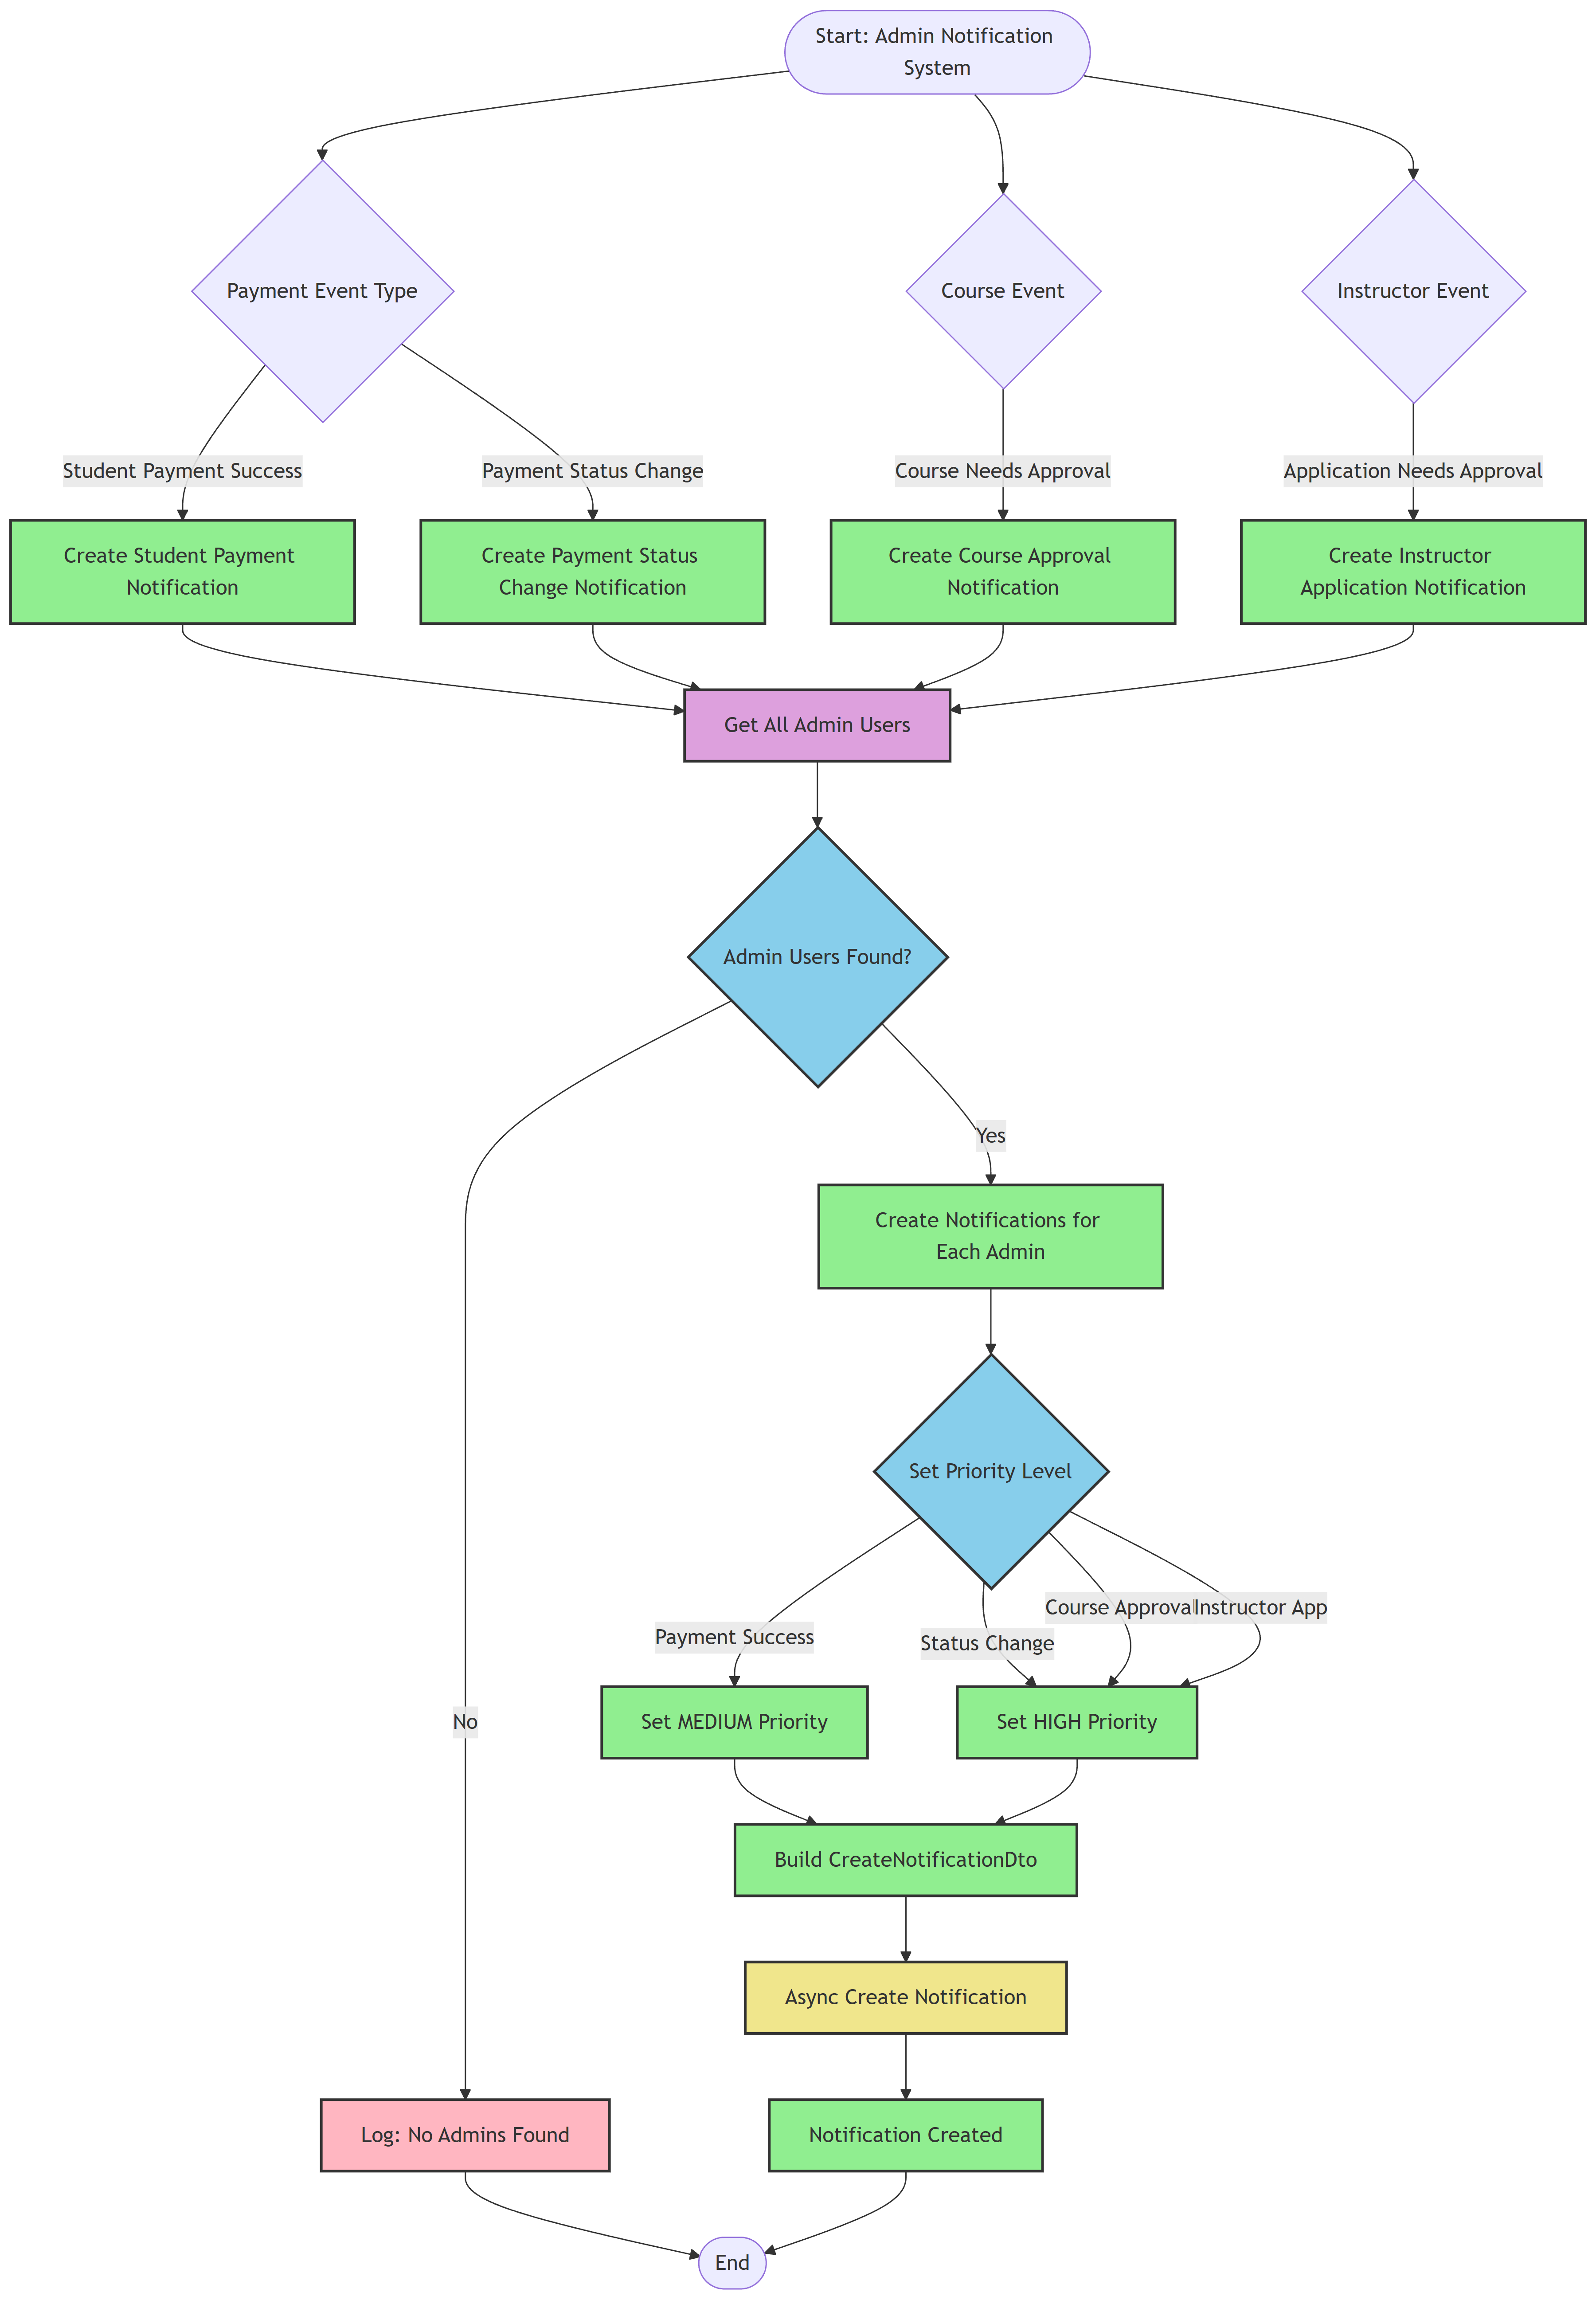 Start: Admin Notification
System
Payment Event Type
Course Event
Instructor Event
Student Payment Success
Payment Status Change
Course Needs Approval
Application Needs Approval
Create Student Payment
Notification
Create Payment Status
Change Notification
Create Course Approval
Notification
Create Instructor
Application Notification
Get All Admin Users
Admin Users Found?
Yes
Create Notifications for
Each Admin
Set Priority Level
Payment Success
Status Change
Course Approval
Instructor App
No
Set MEDIUM Priority
Set HIGH Priority
Build CreateNotificationDto
Async Create Notification
Log: No Admins Found
Notification Created
End